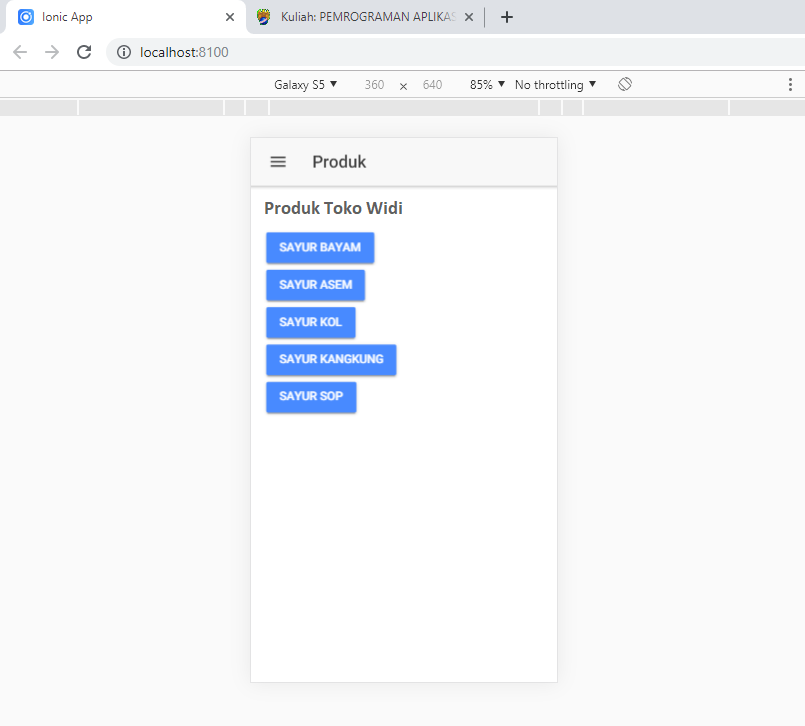 Ionic App
Kuliah: PEMROGRAMAN APLIKAS
localhost:8100
Galaxy S5 360 × 640 85% No throttling
Produk
Produk Toko Widi
SAYUR BAYAM
SAYUR ASEM
SAYUR KOL
SAYUR KANGKUNG
SAYUR SOP